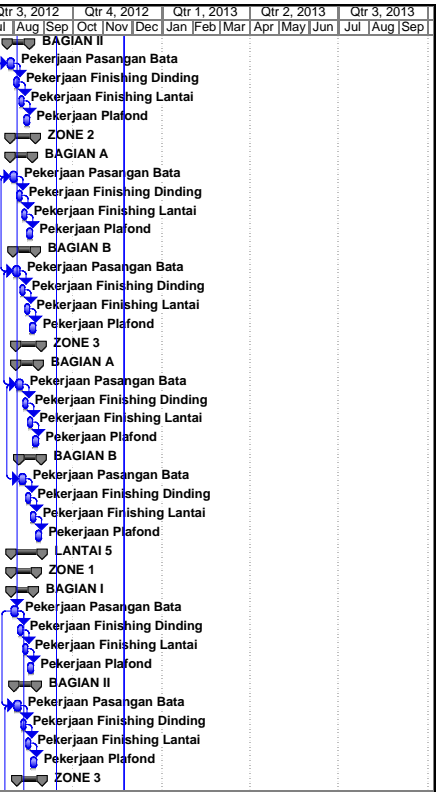 Qtr 3, 2012 Qtr 4, 2012 Qtr 1, 2013 Qtr 2, 2013 Qtr 3, 2013
Aug Sep Oct Nov Dec Jan Feb Mar Apr May Jun Jul Aug Sep
BAGIAN II
Pekerjaan Pasangan Bata
Pekerjaan Finishing Dinding
Pekerjaan Finishing Lantai
Pekerjaan Plafond
ZONE 2
BAGIAN A
Pekerjaan Pasangan Bata
Pekerjaan Finishing Dinding
Pekerjaan Finishing Lantai
Pekerjaan Plafond
BAGIAN B
Pekerjaan Pasangan Bata
Pekerjaan Finishing Dinding
Pekerjaan Finishing Lantai
Pekerjaan Plafond
ZONE 3
BAGIAN A
Pekerjaan Pasangan Bata
Pekerjaan Finishing Dinding
Pekerjaan Finishing Lantai
Pekerjaan Plafond
BAGIAN B
Pekerjaan Pasangan Bata
Pekerjaan Finishing Dinding
Pekerjaan Finishing Lantai
Pekerjaan Plafond
LANTAI 5
ZONE 1
BAGIAN I
Pekerjaan Pasangan Bata
Pekerjaan Finishing Dinding
Pekerjaan Finishing Lantai
Pekerjaan Plafond
BAGIAN II
Pekerjaan Pasangan Bata
Pekerjaan Finishing Dinding
Pekerjaan Finishing Lantai
Pekerjaan Plafond
ZONE 3